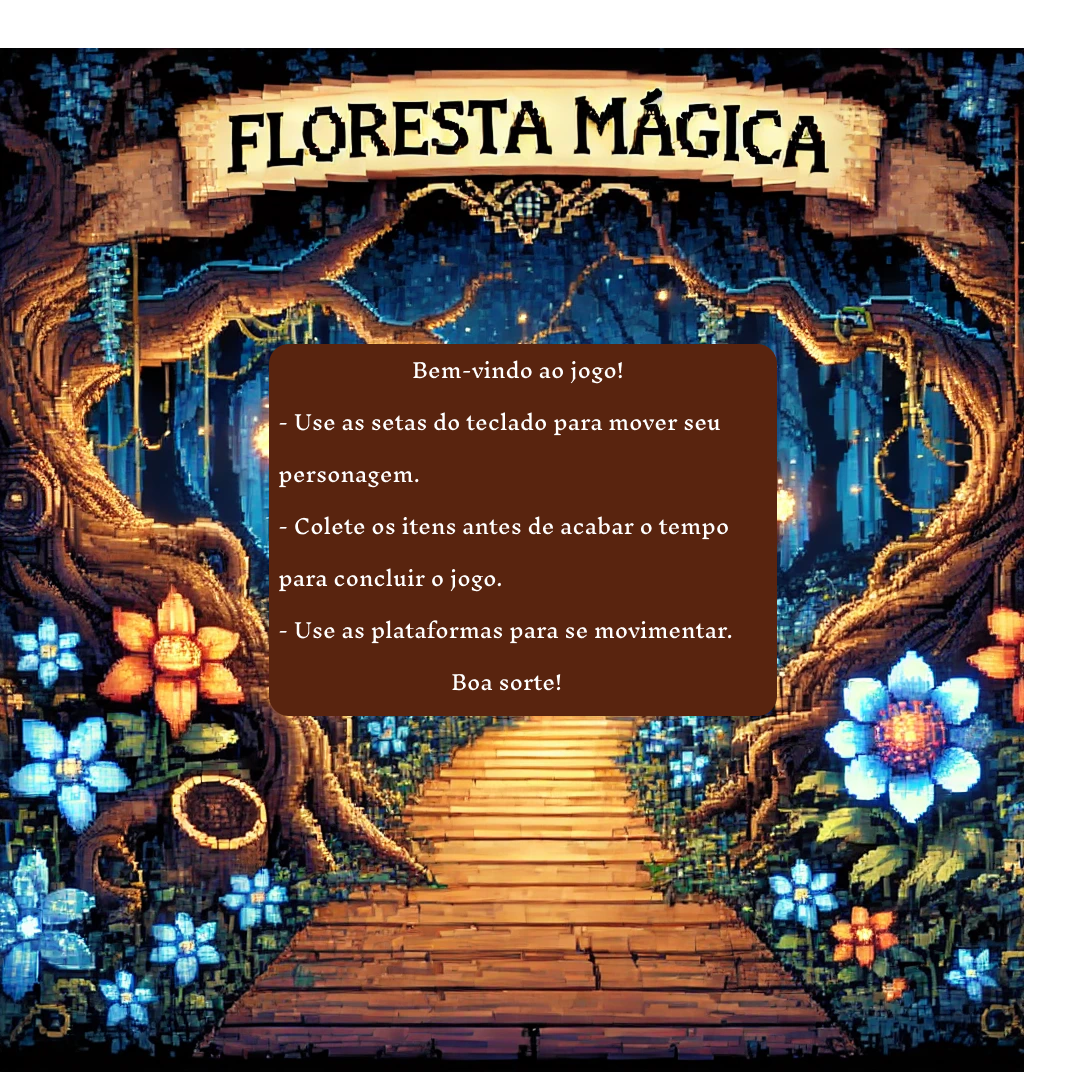 FLORESTA MÁGICA
Bem-vindo ao jogo!
- Use as setas do teclado para mover seu
personagem.
- Colete os itens antes de acabar o tempo
para concluir o jogo.
- Use as plataformas para se movimentar.
Boa sorte!